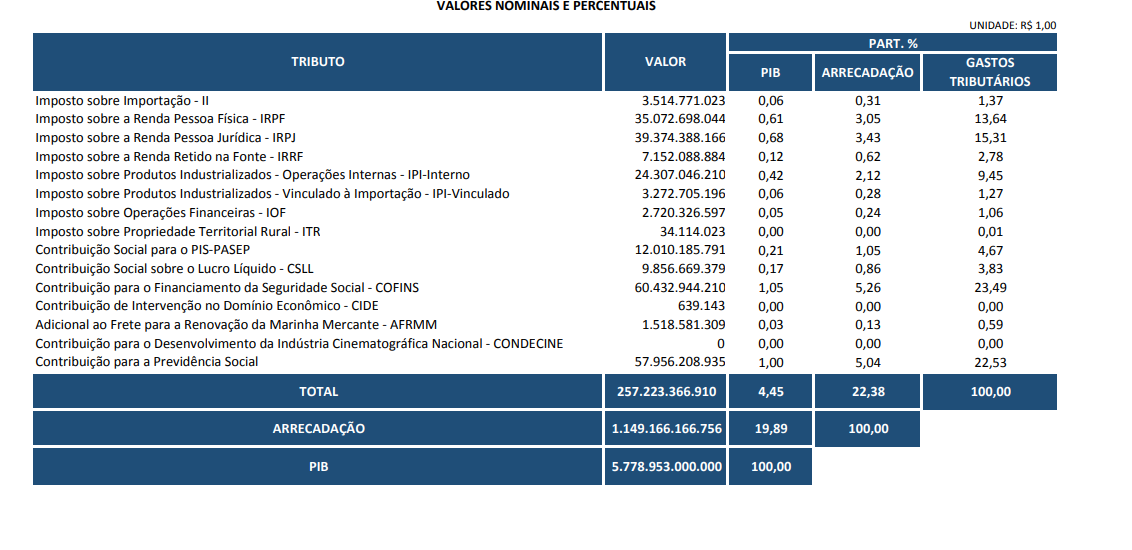 VALORES NOMINAIS E PERCENTUAIS
UNIDADE: R$ 1,00
TRIBUTO VALOR PART. %
PIB ARRECADAÇÃO GASTOS TRIBUTÁRIOS
Imposto sobre Importação - II 3.514.771.023 0,06 0,31 1,37
Imposto sobre a Renda Pessoa Física - IRPF 35.072.698.044 0,61 3,05 13,64
Imposto sobre a Renda Pessoa Jurídica - IRPJ 39.374.388.166 0,68 3,43 15,31
Imposto sobre a Renda Retido na Fonte - IRRF 7.152.088.884 0,12 0,62 2,78
Imposto sobre Produtos Industrializados - Operações Internas - IPI-Interno 24.307.046.210 0,42 2,12 9,45
Imposto sobre Produtos Industrializados - Vinculado à Importação - IPI-Vinculado 3.272.705.196 0,06 0,28 1,27
Imposto sobre Operações Financeiras - IOF 2.720.326.597 0,05 0,24 1,06
Imposto sobre Propriedade Territorial Rural - ITR 34.114.023 0,00 0,00 0,01
Contribuição Social para o PIS-PASEP 12.010.185.791 0,21 1,05 4,67
Contribuição Social sobre o Lucro Líquido - CSLL 9.856.669.379 0,17 0,86 3,83
Contribuição para o Financiamento da Seguridade Social - COFINS 60.432.944.210 1,05 5,26 23,49
Contribuição de Intervenção no Domínio Econômico - CIDE 639.143 0,00 0,00 0,00
Adicional ao Frete para a Renovação da Marinha Mercante - AFRMM 1.518.581.309 0,03 0,13 0,59
Contribuição para o Desenvolvimento da Indústria Cinematográfica Nacional - CONDECINE 0 0,00 0,00 0,00
Contribuição para a Previdência Social 57.956.208.935 1,00 5,04 22,53
TOTAL 257.223.366.910 4,45 22,38 100,00
ARRECADAÇÃO 1.149.166.166.756 19,89 100,00
PIB 5.778.953.000.000 100,00